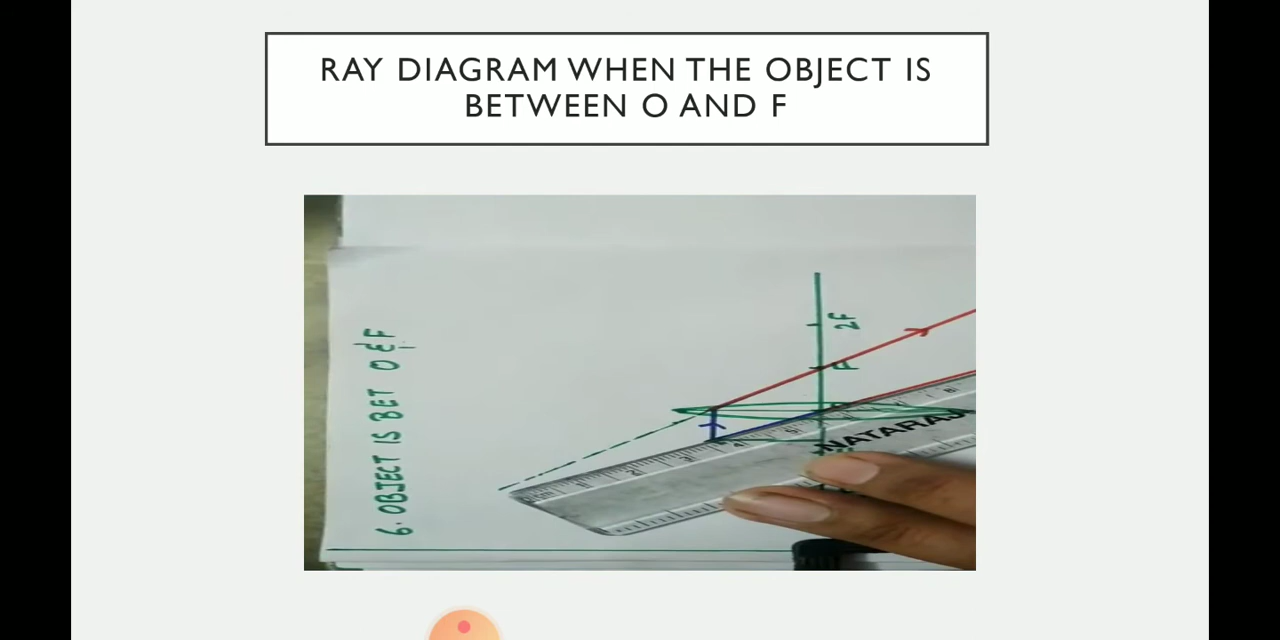 RAY DIAGRAM WHEN THE OBJECT IS
BETWEEN O AND F
6. OBJECT IS BET O & F
2F
F
NATARAJ